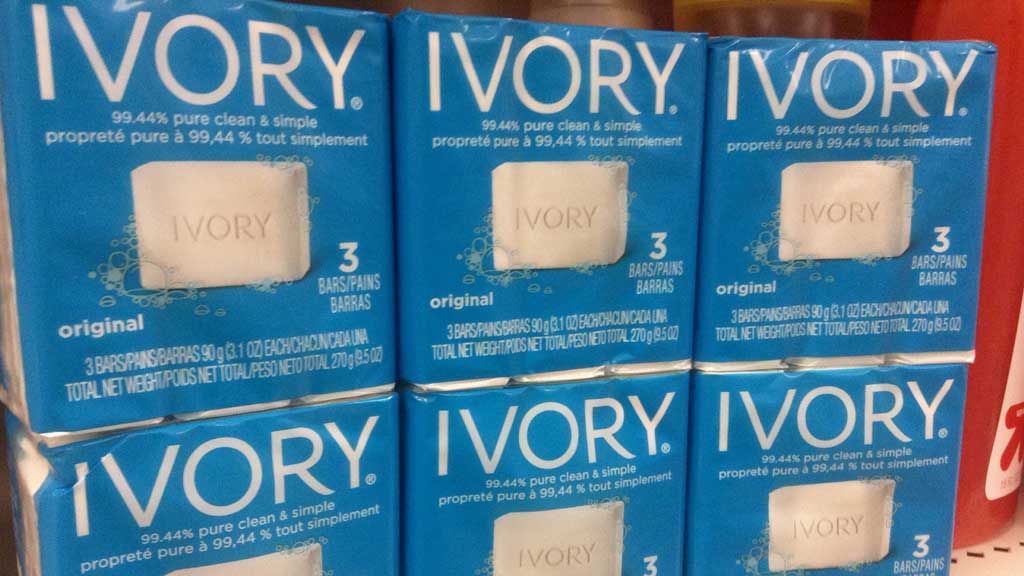 IVORY®
99.44% pure clean & simple
propreté pure à 99,44 % tout simplement
IVORY
3
BARS/PAINS
BARRAS
original
3 BARS/PAINS/BARRAS 90 g (3.1 OZ) EACH/CHACUN/CADA UNA
TOTAL NET WEIGHT/POIDS NET TOTAL/PESO NETO TOTAL 270 g (9.5 OZ)
IVORY®
99.44% pure clean & simple
propreté pure à 99,44 % tout simplement
IVORY
3
BARS/PAINS
BARRAS
original
3 BARS/PAINS/BARRAS 90 g (3.1 OZ) EACH/CHACUN/CADA UNA
TOTAL NET WEIGHT/POIDS NET TOTAL/PESO NETO TOTAL 270 g (9.5 OZ)
IVORY®
99.44% pure clean & simple
propreté pure à 99,44 % tout simplement
IVORY
3
BARS/PAINS
BARRAS
original
3 BARS/PAINS/BARRAS 90 g (3.1 OZ) EACH/CHACUN/CADA UNA
TOTAL NET WEIGHT/POIDS NET TOTAL/PESO NETO TOTAL 270 g (9.5 OZ)
IVORY®
99.44% pure clean & simple
propreté pure à 99,44 % tout simplement
IVORY®
99.44% pure clean & simple
propreté pure à 99,44 % tout simplement
IVORY
3
IVORY®
99.44% pure clean & simple
propreté pure à 99,44 % tout simplement
IVORY
3
BARS/PAINS
BARRAS